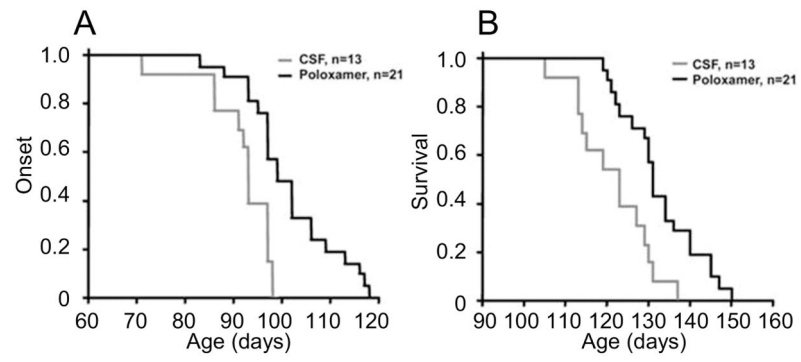 A
CSF, n=13
Poloxamer, n=21
Onset
1.0
0.8
0.6
0.4
0.2
0
60 70 80 90 100 110 120
Age (days)
B
CSF, n=13
Poloxamer, n=21
Survival
1.0
0.8
0.6
0.4
0.2
0
90 100 110 120 130 140 150 160
Age (days)